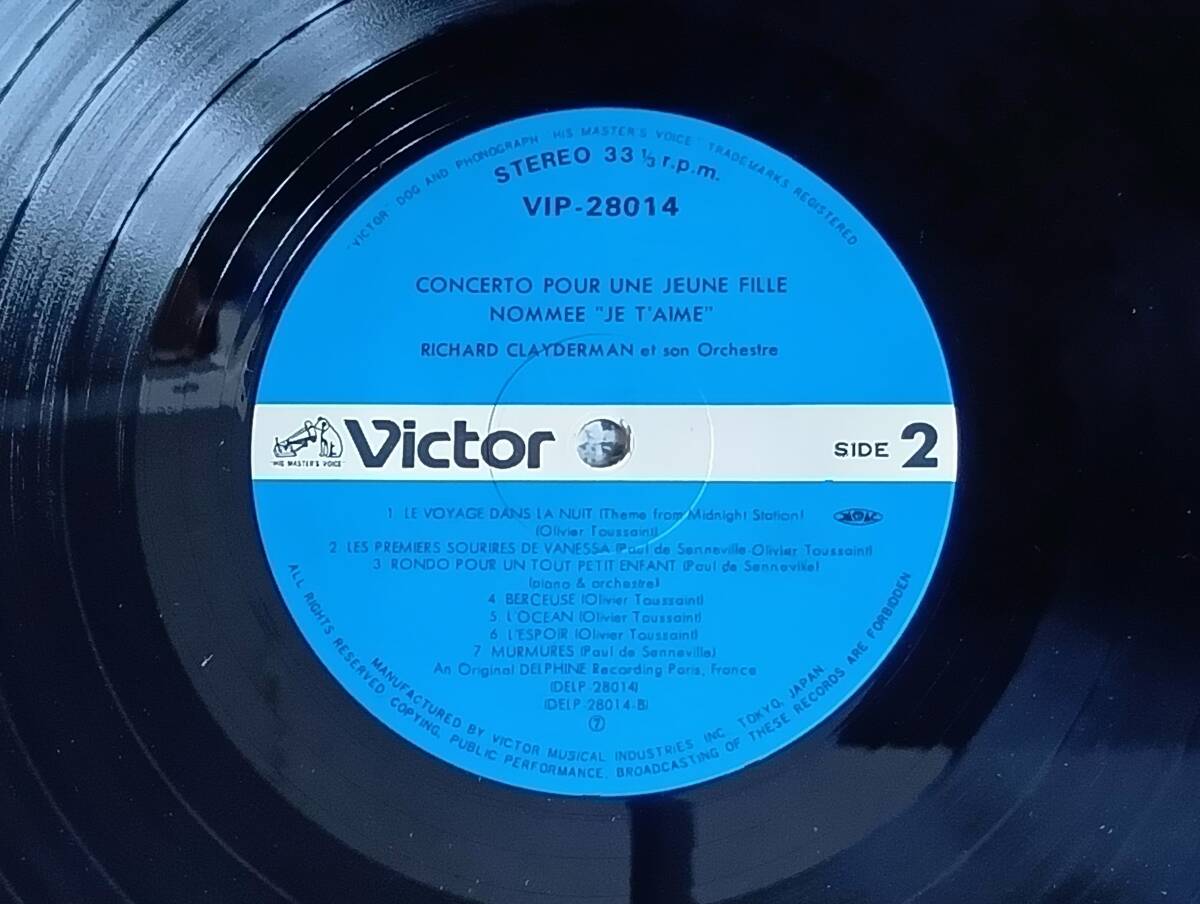 "VICTOR" DOG AND PHONOGRAPH "HIS MASTER'S VOICE" TRADEMARKS REGISTERED
STEREO 33 1/3 r.p.m.
VIP-28014
CONCERTO POUR UNE JEUNE FILLE
NOMMEE "JE T'AIME"
RICHARD CLAYDERMAN et son Orchestre
"HIS MASTER'S VOICE"
Victor
SIDE 2
1. LE VOYAGE DANS LA NUIT (Theme from Midnight Station)
(Olivier Toussaint)
2. LES PREMIERS SOURIRES DE VANESSA (Paul de Senneville-Olivier Toussaint)
3. RONDO POUR UN TOUT PETIT ENFANT (Paul de Senneville)
(piano & orchestre)
4. BERCEUSE (Olivier Toussaint)
5. L'OCEAN (Olivier Toussaint)
6. L'ESPOIR (Olivier Toussaint)
7. MURMURES (Paul de Senneville)
An Original DELPHINE Recording Paris, France
(DELP-28014)
(DELP-28014-B)
⑦
MANUFACTURED BY VICTOR MUSICAL INDUSTRIES INC. TOKYO, JAPAN
ALL RIGHTS RESERVED COPYING, PUBLIC PERFORMANCE, BROADCASTING OF THESE RECORDS ARE FORBIDDEN